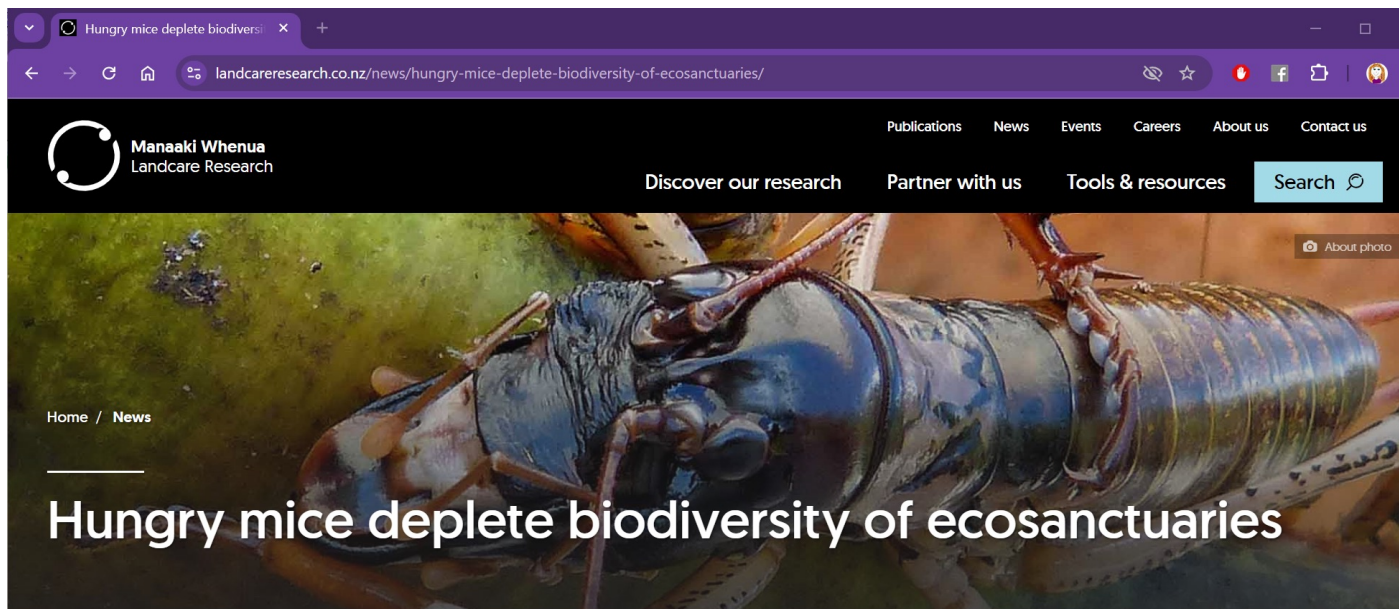 Hungry mice deplete biodiversi
landcareresearch.co.nz/news/hungry-mice-deplete-biodiversity-of-ecosanctuaries/
Publications News Events Careers About us Contact us
Manaaki Whenua
Landcare Research
Discover our research Partner with us Tools & resources Search
About photo
Home / News
Hungry mice deplete biodiversity of ecosanctuaries